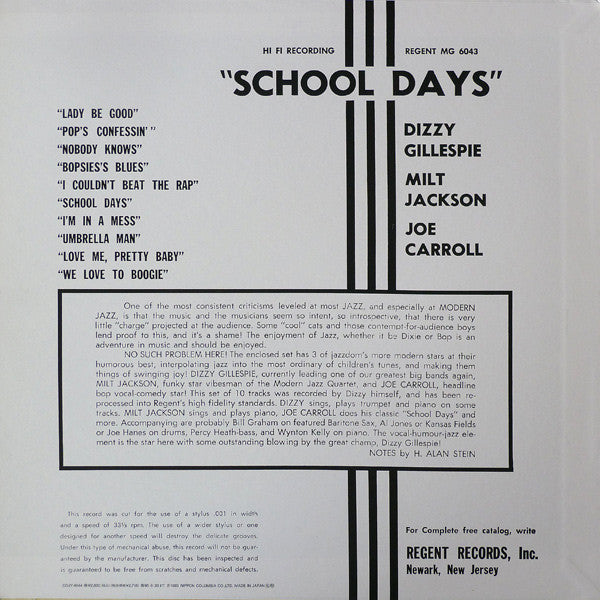 HI FI RECORDING
REGENT MG 6043
"SCHOOL DAYS"
"LADY BE GOOD"
"POP'S CONFESSIN'"
"NOBODY KNOWS"
"BOPSIES'S BLUES"
"I COULDN'T BEAT THE RAP"
"SCHOOL DAYS"
"I'M IN A MESS"
"UMBRELLA MAN"
"LOVE ME, PRETTY BABY"
"WE LOVE TO BOOGIE"
DIZZY
GILLESPIE
MILT
JACKSON
JOE
CARROLL
One of the most consistent criticisms leveled at most JAZZ, and especially at MODERN
JAZZ, is that the music and the musicians seem so intent, so introspective, that there is very
little "charge" projected at the audience. Some "cool" cats and those contempt-for-audience boys
lend proof to this, and it's a shame! The enjoyment of Jazz, whether it be Dixie or Bop is an
adventure in music and should be enjoyed.
NO SUCH PROBLEM HERE! The enclosed set has 3 of jazzdom's more modern stars at their
humorous best, interpolating jazz into the most ordinary of children's tunes, and making them
things of swinging joy! DIZZY GILLESPIE, currently leading one of our greatest big bands again,
MILT JACKSON, funky star vibesman of the Modern Jazz Quartet, and JOE CARROLL, headline
bop vocal-comedy star! This set of 10 tracks was recorded by Dizzy himself, and has been re-
processed into Regent's high fidelity standards. DIZZY sings, plays trumpet and piano on some
tracks. MILT JACKSON sings and plays piano, JOE CARROLL does his classic "School Days" and
more. Accompanying are probably Bill Graham on featured Baritone Sax, Al Jones or Kansas Fields
or Joe Hanes on drums, Percy Heath-bass, and Wynton Kelly on piano. The vocal-humour-jazz ele-
ment is the star here with some outstanding blowing by the great champ, Dizzy Gillespie!
NOTES by H. ALAN STEIN
This record was cut for the use of a stylus .001 in width
and a speed of 33⅓ rpm. The use of a wider stylus or one
designed for another speed will destroy the delicate grooves.
Under this type of mechanical abuse, this record will not be guar-
anteed by the manufacturer. This disc has been inspected and
is guaranteed to be free from scratches and mechanical defects.
NIPPON COLUMBIA CO., LTD. MADE IN JAPAN
For Complete free catalog, write
REGENT RECORDS, Inc.
Newark, New Jersey